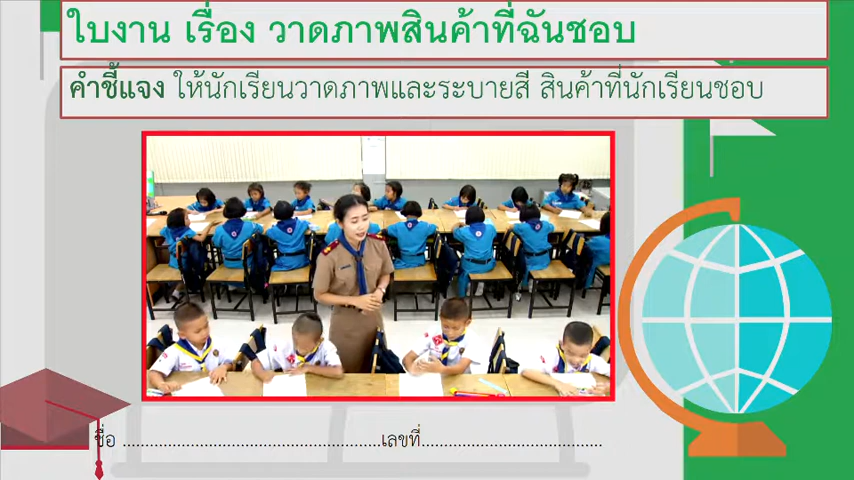 ใบงาน เรื่อง วาดภาพสินค้าที่ฉันชอบ
คำชี้แจง ให้นักเรียนวาดภาพและระบายสี สินค้าที่นักเรียนชอบ
ชื่อ ......................................................เลขที่.....................................